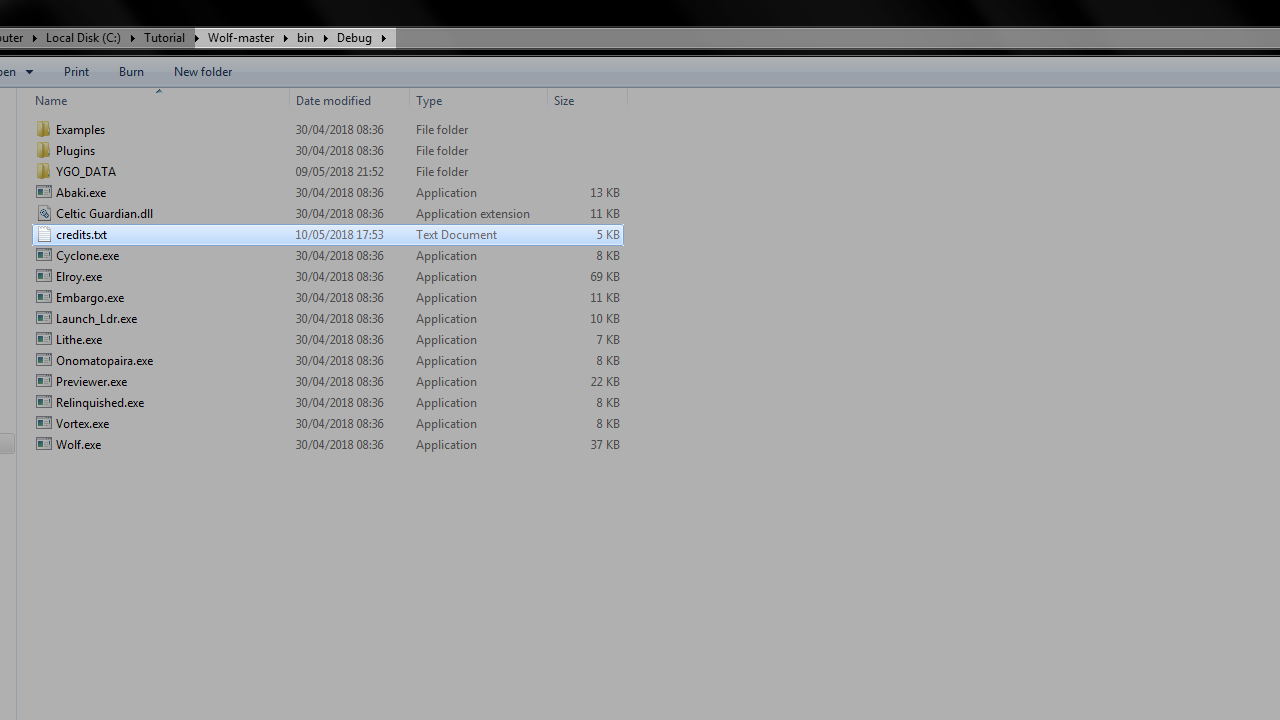 uter Local Disk (C:) Tutorial Wolf-master bin Debug
pen Print Burn New folder
Name Date modified Type Size
Examples 30/04/2018 08:36 File folder
Plugins 30/04/2018 08:36 File folder
YGO_DATA 09/05/2018 21:52 File folder
Abaki.exe 30/04/2018 08:36 Application 13 KB
Celtic Guardian.dll 30/04/2018 08:36 Application extension 11 KB
credits.txt 10/05/2018 17:53 Text Document 5 KB
Cyclone.exe 30/04/2018 08:36 Application 8 KB
Elroy.exe 30/04/2018 08:36 Application 69 KB
Embargo.exe 30/04/2018 08:36 Application 11 KB
Launch_Ldr.exe 30/04/2018 08:36 Application 10 KB
Lithe.exe 30/04/2018 08:36 Application 7 KB
Onomatopaira.exe 30/04/2018 08:36 Application 8 KB
Previewer.exe 30/04/2018 08:36 Application 22 KB
Relinquished.exe 30/04/2018 08:36 Application 8 KB
Vortex.exe 30/04/2018 08:36 Application 8 KB
Wolf.exe 30/04/2018 08:36 Application 37 KB